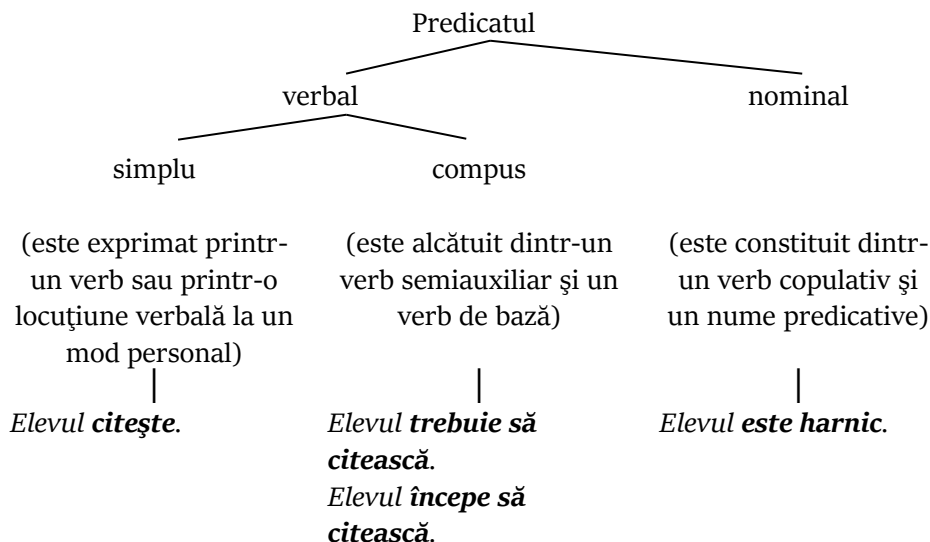 Predicatul
verbal
nominal
simplu
compus
(este exprimat printr-
un verb sau printr-o
locuţiune verbală la un
mod personal)
(este alcătuit dintr-un
verb semiauxiliar şi un
verb de bază)
(este constituit dintr-
un verb copulativ şi
un nume predicative)
Elevul citeşte.
Elevul trebuie să
citească.
Elevul începe să
citească.
Elevul este harnic.